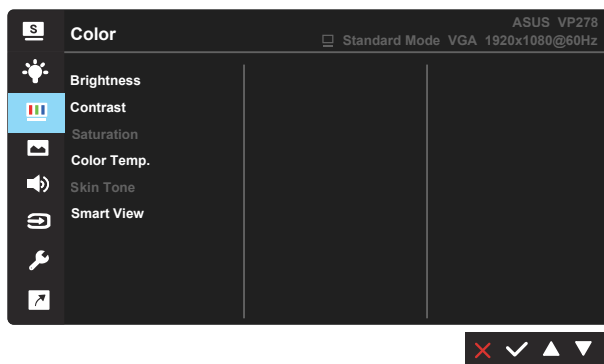 S
Color
ASUS VP278
Standard Mode VGA 1920x1080@60Hz
Brightness
Contrast
Saturation
Color Temp.
Skin Tone
Smart View